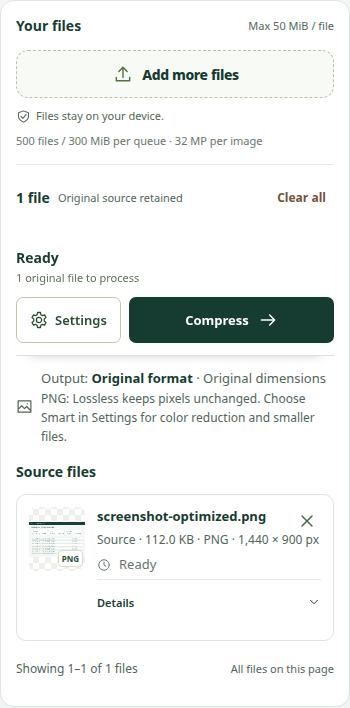 Your files
Max 50 MiB / file
Add more files
Files stay on your device.
500 files / 300 MiB per queue · 32 MP per image
1 file
Original source retained
Clear all
Ready
1 original file to process
Settings
Compress
Output: Original format · Original dimensions
PNG: Lossless keeps pixels unchanged. Choose
Smart in Settings for color reduction and smaller
files.
Source files
screenshot-optimized.png
Source · 112.0 KB · PNG · 1,440 × 900 px
PNG
Ready
Details
Showing 1–1 of 1 files
All files on this page